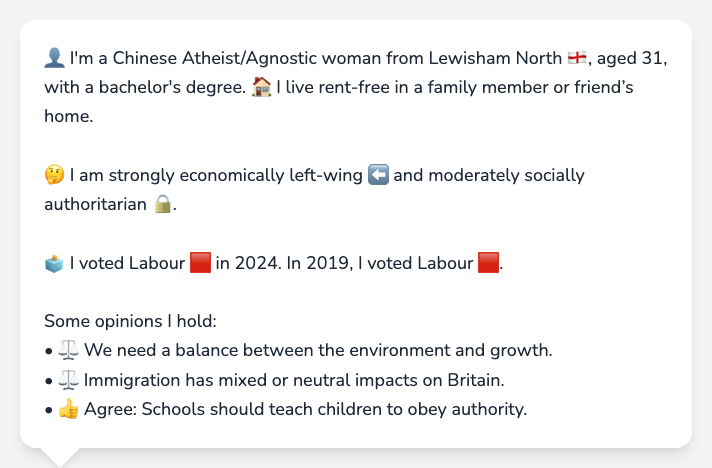 👤 I'm a Chinese Atheist/Agnostic woman from Lewisham North 🏴󠁧󠁢󠁥󠁮󠁧󠁿, aged 31,
with a bachelor's degree. 🏠 I live rent-free in a family member or friend’s
home.
🤔 I am strongly economically left-wing ⬅️ and moderately socially
authoritarian 🔒.
🗳️ I voted Labour 🟥 in 2024. In 2019, I voted Labour 🟥.
Some opinions I hold:
• ⚖️ We need a balance between the environment and growth.
• ⚖️ Immigration has mixed or neutral impacts on Britain.
• 👍 Agree: Schools should teach children to obey authority.